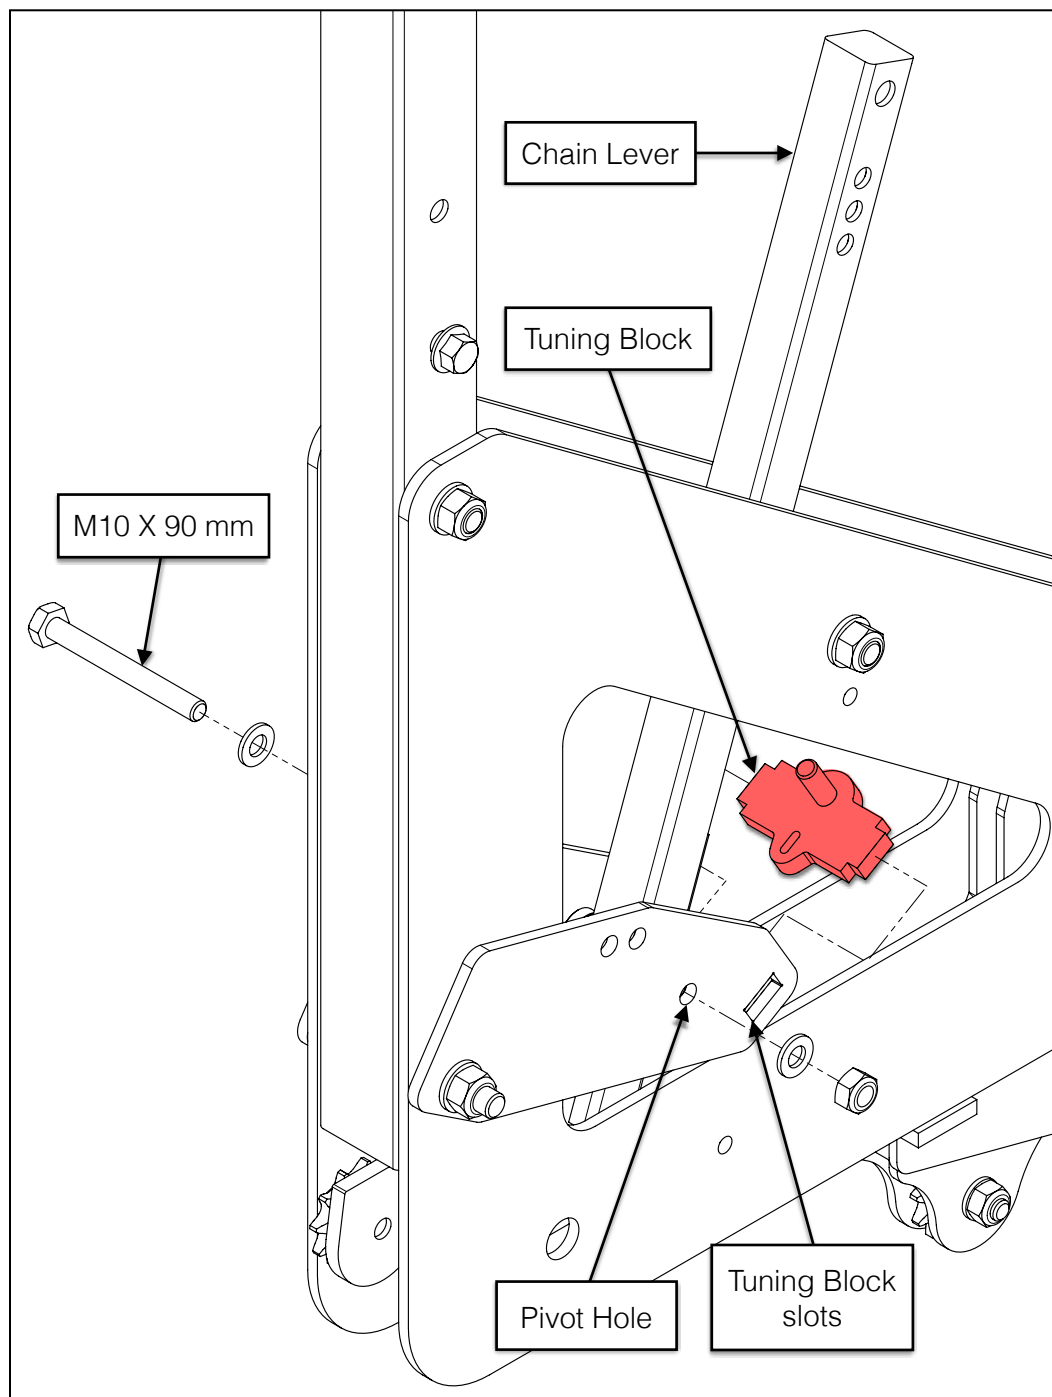 Chain Lever
Tuning Block
M10 X 90 mm
Pivot Hole
Tuning Block
slots